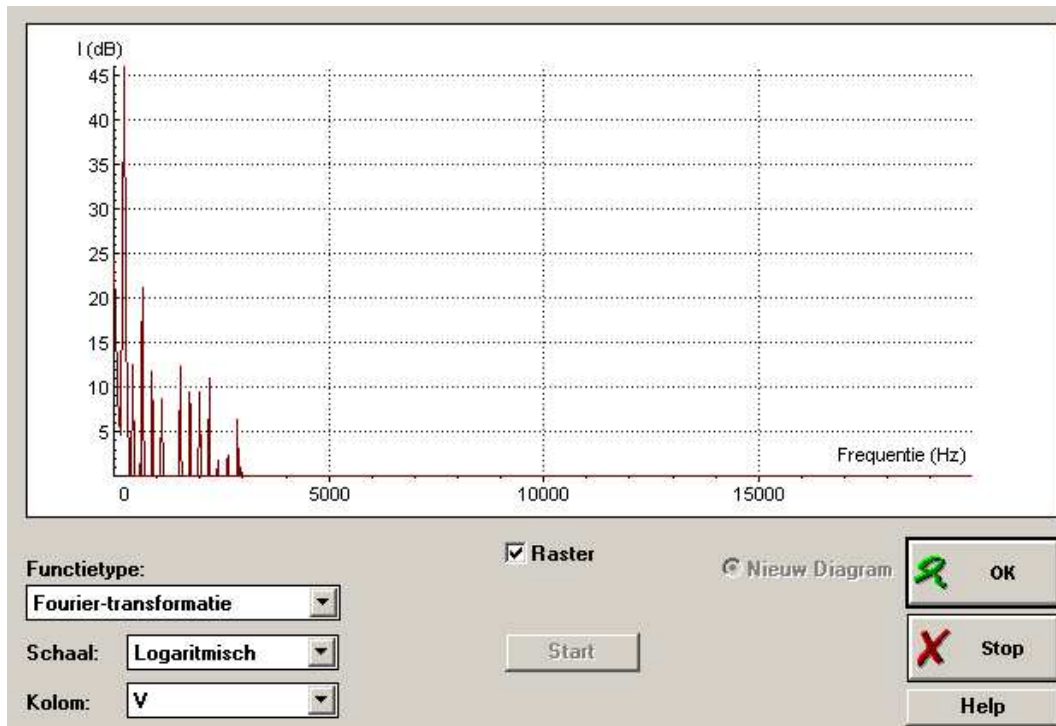 I (dB)
45
40
35
30
25
20
15
10
5
Frequentie (Hz)
0 5000 10000 15000
Raster
Functietype:
Nieuw Diagram
OK
Fourier-transformatie
Schaal: Logaritmisch
Start
Stop
Kolom: V
Help